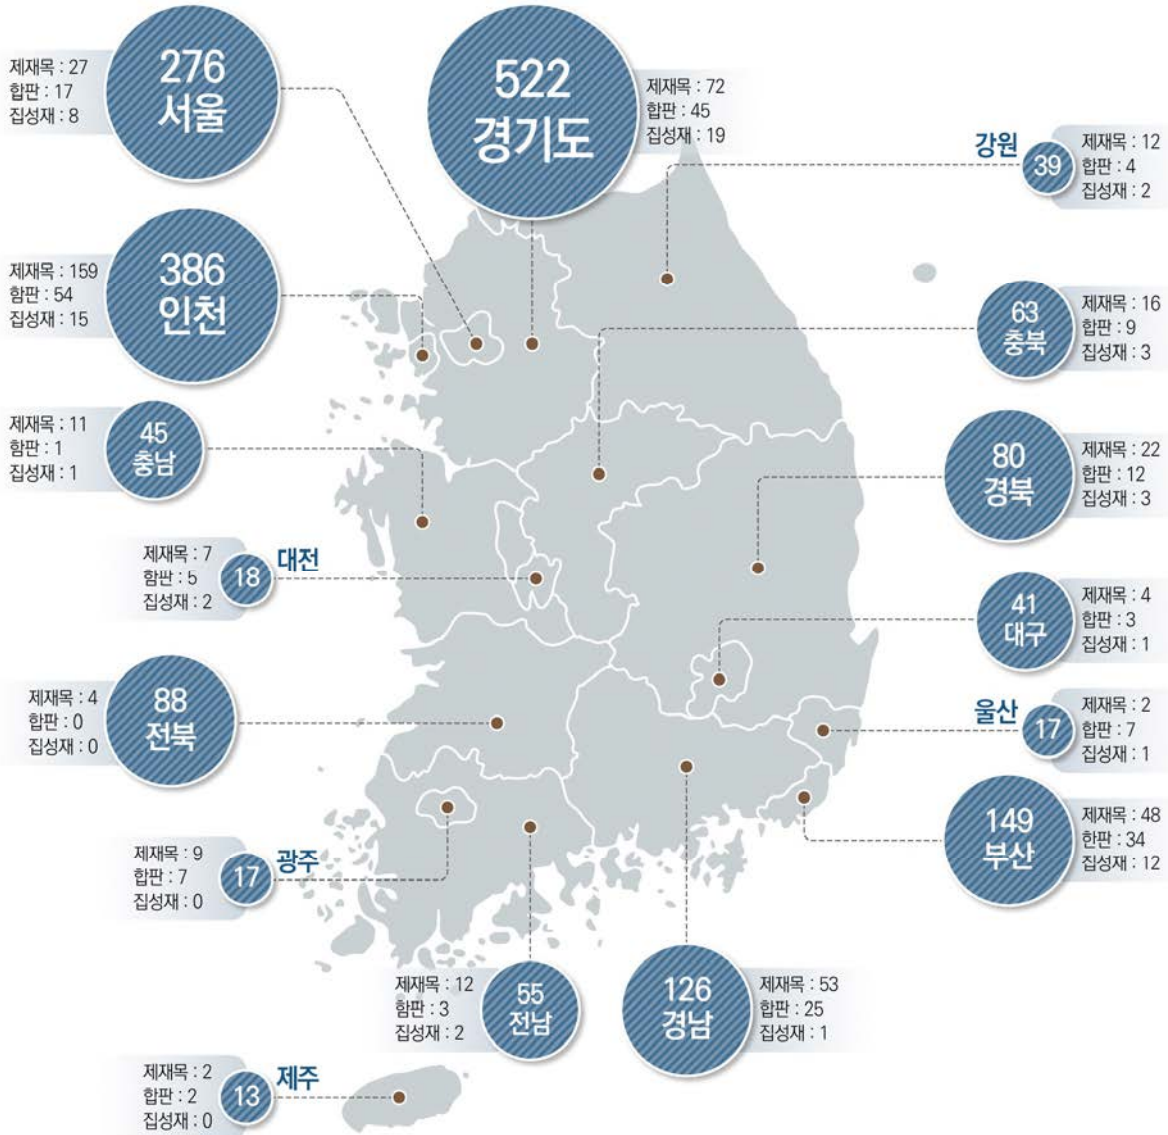 제재목 : 27
합판 : 17
집성재 : 8
276
서울
522
경기도
제재목 : 72
합판 : 45
집성재 : 19
강원
39
제재목 : 12
합판 : 4
집성재 : 2
제재목 : 159
함판 : 54
집성재 : 15
386
인천
63
충북
제재목 : 16
합판 : 9
집성재 : 3
제재목 : 11
함판 : 1
집성재 : 1
45
충남
80
경북
제재목 : 22
합판 : 12
집성재 : 3
제재목 : 7
함판 : 5
집성재 : 2
18
대전
41
대구
제재목 : 4
합판 : 3
집성재 : 1
제재목 : 4
합판 : 0
집성재 : 0
88
전북
울산
17
제재목 : 2
합판 : 7
집성재 : 1
제재목 : 9
합판 : 7
집성재 : 0
17
광주
149
부산
제재목 : 48
한판 : 34
집성재 : 12
제재목 : 12
함판 : 3
집성재 : 2
55
전남
126
경남
제재목 : 53
합판 : 25
집성재 : 1
제재목 : 2
합판 : 2
집성재 : 0
13
제주